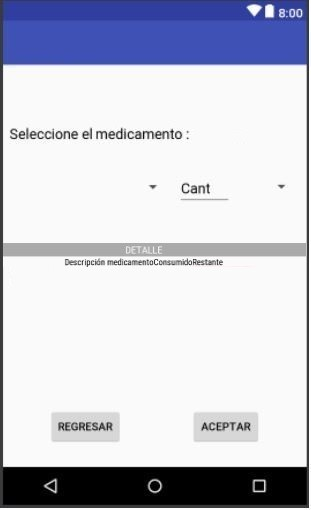 8:00
Seleccione el medicamento :
Cant
DETALLE
Descripción medicamentoConsumidoRestante
REGRESAR ACEPTAR